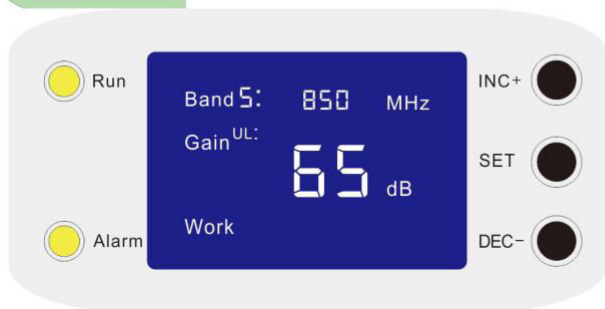 Run
Band 5: 850 MHz
Gain UL:
65 dB
Work
Alarm
INC+
SET
DEC-